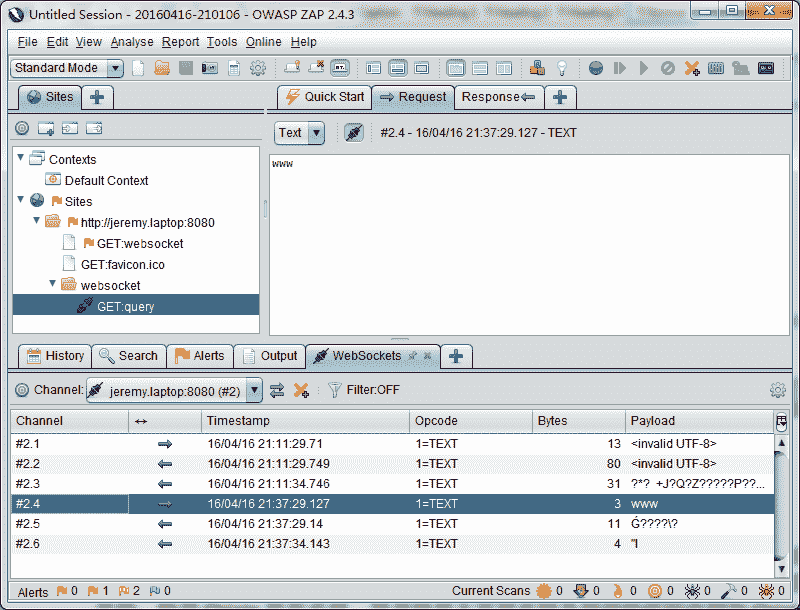 Untitled Session - 20160416-210106 - OWASP ZAP 2.4.3
File Edit View Analyse Report Tools Online Help
Standard Mode
Sites
Quick Start Request Response
Text #2.4 - 16/04/16 21:37:29.127 - TEXT
www
Contexts
Default Context
Sites
http://jeremy.laptop:8080
GET:websocket
GET:favicon.ico
websocket
GET:query
History Search Alerts Output WebSockets
Channel: jeremy.laptop:8080 (#2) Filter:OFF
Channel Timestamp Opcode Bytes Payload
#2.1 16/04/16 21:11:29.71 1=TEXT 13 <invalid UTF-8>
#2.2 16/04/16 21:11:29.749 1=TEXT 80 <invalid UTF-8>
#2.3 16/04/16 21:11:34.746 1=TEXT 31 ?*? +J?Q?Z?????P??...
#2.4 16/04/16 21:37:29.127 1=TEXT 3 www
#2.5 16/04/16 21:37:29.14 1=TEXT 11 Ǵ????\?
#2.6 16/04/16 21:37:34.143 1=TEXT 4 "I
Alerts 0 1 2 0 Current Scans 0 0 0 0 0 0 0